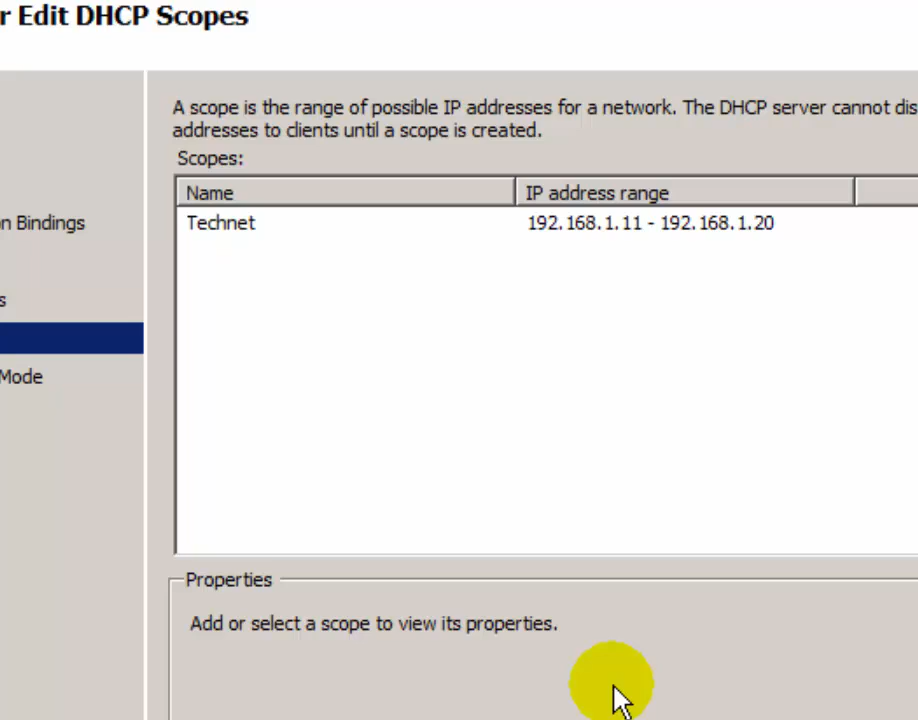 r Edit DHCP Scopes
A scope is the range of possible IP addresses for a network. The DHCP server cannot dis
addresses to clients until a scope is created.
Scopes:
Name IP address range
n Bindings
Technet 192.168.1.11 - 192.168.1.20
s
Mode
Properties
Add or select a scope to view its properties.